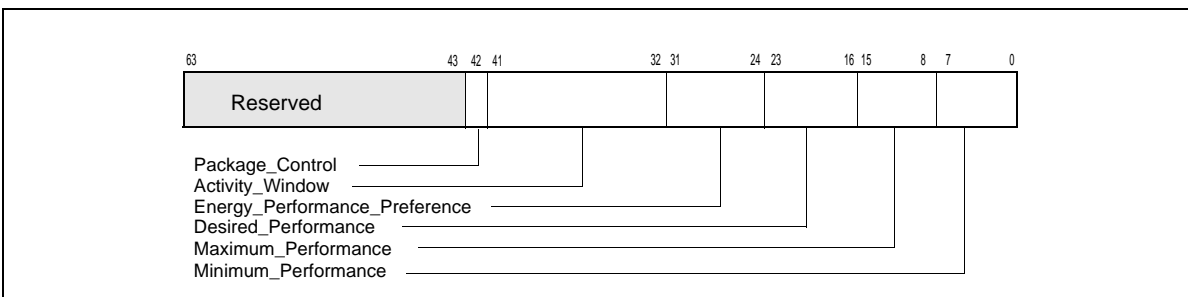 63 43 42 41 32 31 24 23 16 15 8 7 0
Reserved
Package_Control
Activity_Window
Energy_Performance_Preference
Desired_Performance
Maximum_Performance
Minimum_Performance